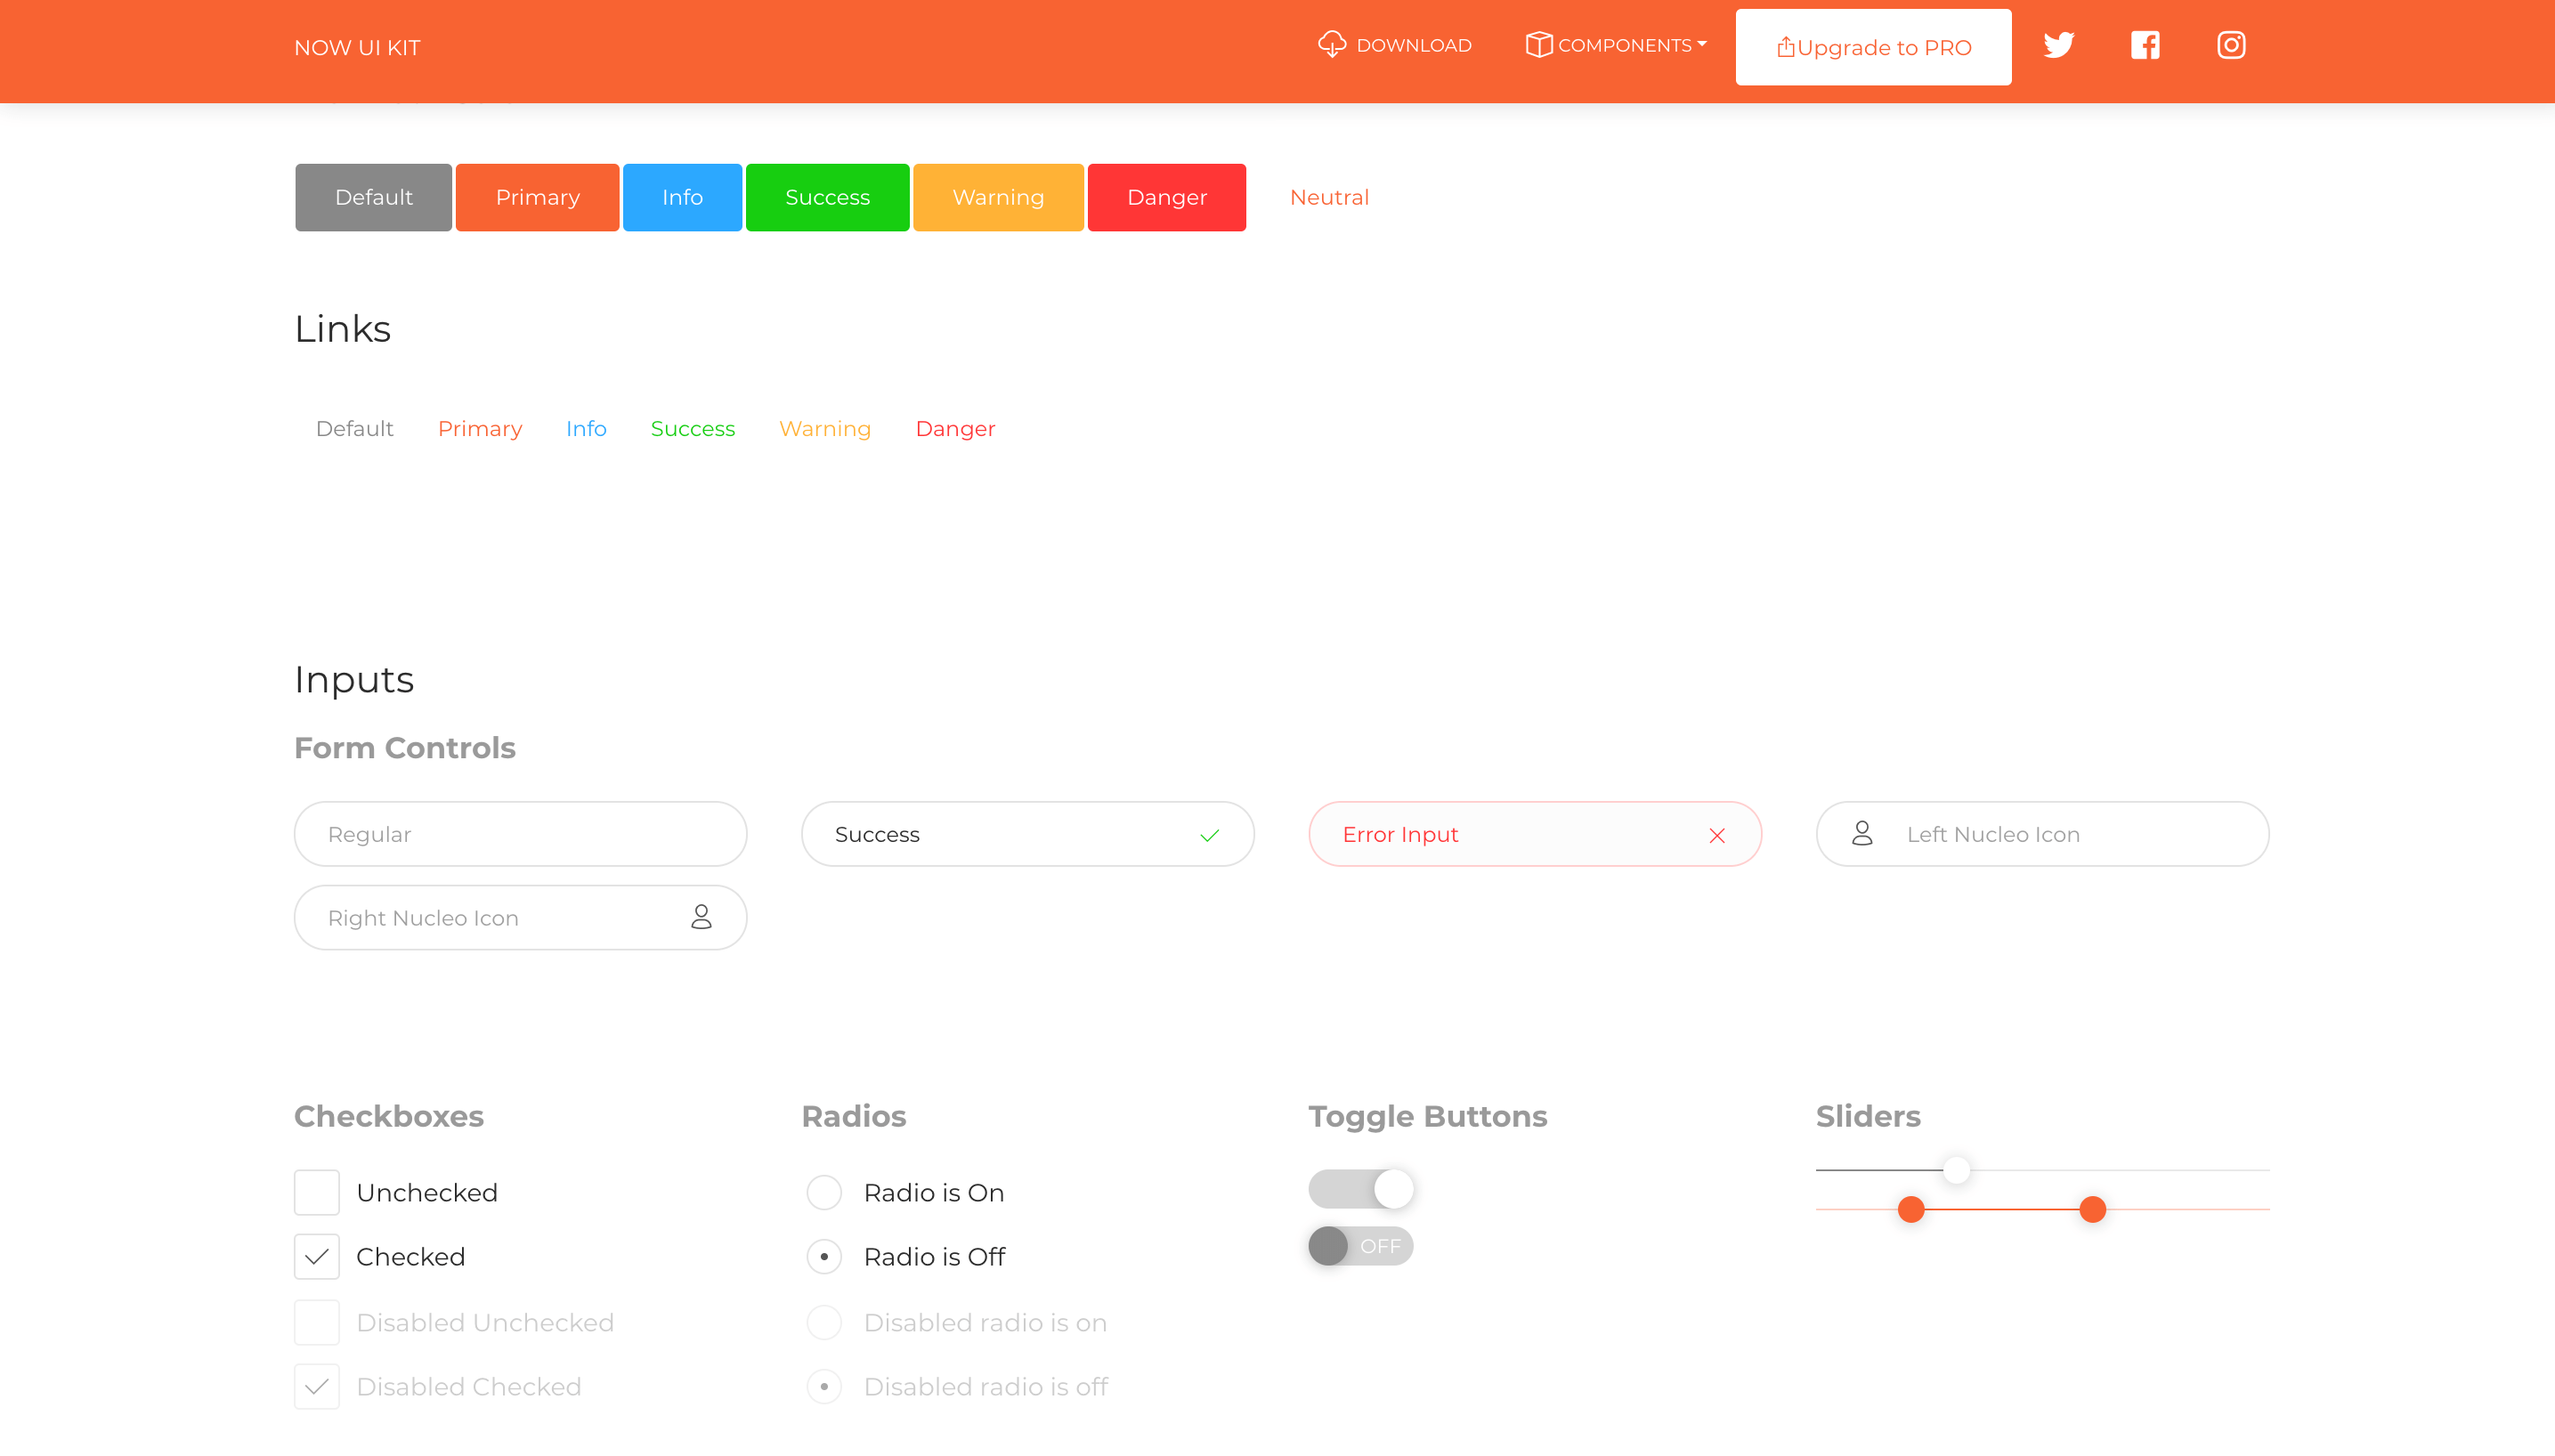 NOW UI KIT
DOWNLOAD
COMPONENTS
Upgrade to PRO
Default Primary Info Success Warning Danger Neutral
Links
Default Primary Info Success Warning Danger
Inputs
Form Controls
Regular Success Error Input Left Nucleo Icon
Right Nucleo Icon
Checkboxes Radios Toggle Buttons Sliders
Unchecked Radio is On
Checked Radio is Off OFF
Disabled Unchecked Disabled radio is on
Disabled Checked Disabled radio is off